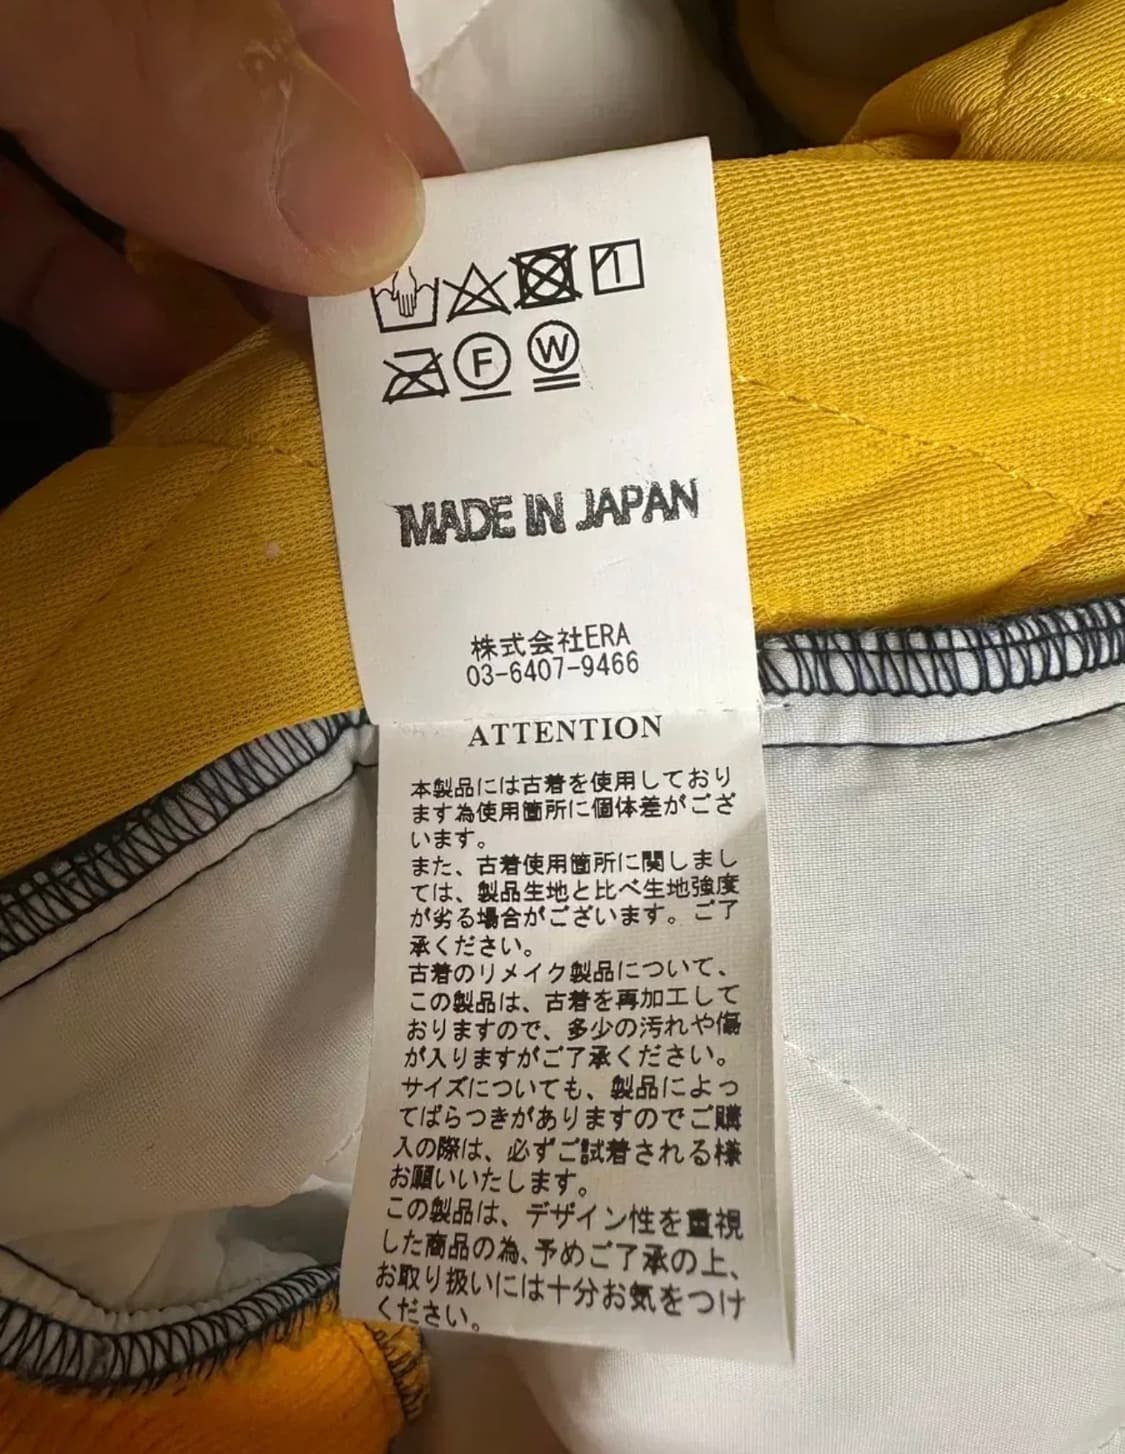 F W
MADE IN JAPAN
株式会社ERA
03-6407-9466
ATTENTION
本製品には古着を使用しており
ます為使用箇所に個体差がござ
います。
また、古着使用箇所に関しまし
ては、製品生地と比べ生地強度
が劣る場合がございます。ご了
承ください。
古着のリメイク製品について、
この製品は、古着を再加工して
おりますので、多少の汚れや傷
が入りますがご了承ください。
サイズについても、製品によっ
てばらつきがありますのでご購
入の際は、必ずご試着される様
お願いいたします。
この製品は、デザイン性を重視
した商品の為、予めご了承の上、
お取り扱いには十分お気をつけ
ください。